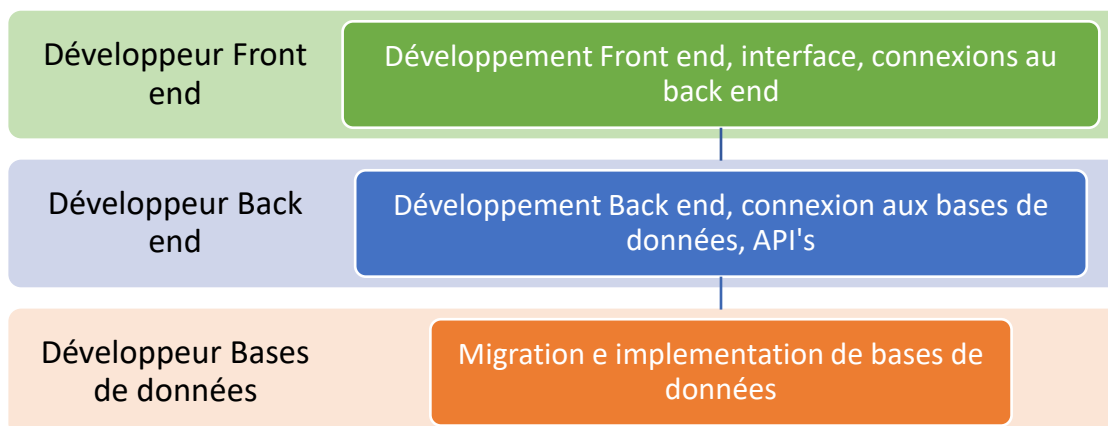 Développeur Front
end
Développement Front end, interface, connexions au
back end
Développeur Back
end
Développement Back end, connexion aux bases de
données, API's
Développeur Bases
de données
Migration e implementation de bases de
données